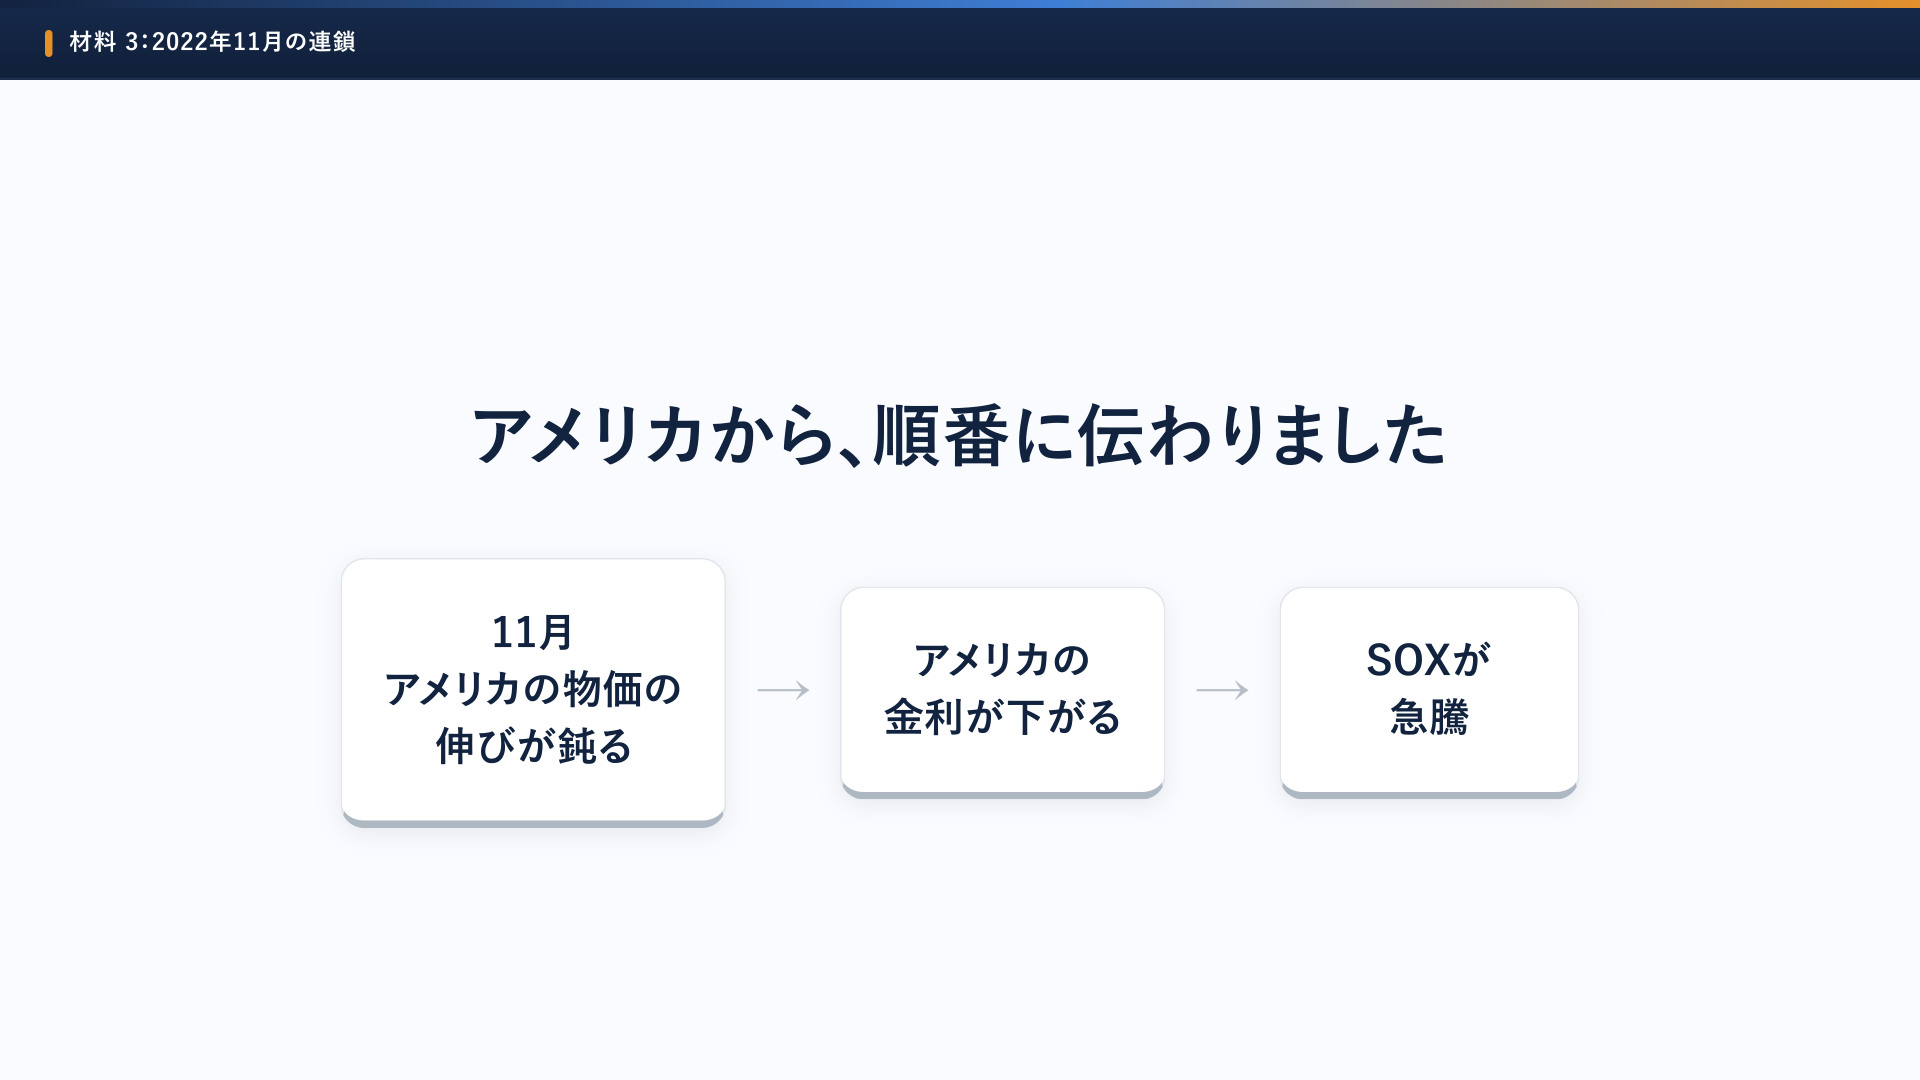 材料 3：2022年11月の連鎖
アメリカから、順番に伝わりました
11月
アメリカの物価の
伸びが鈍る
→
アメリカの
金利が下がる
→
SOXが
急騰